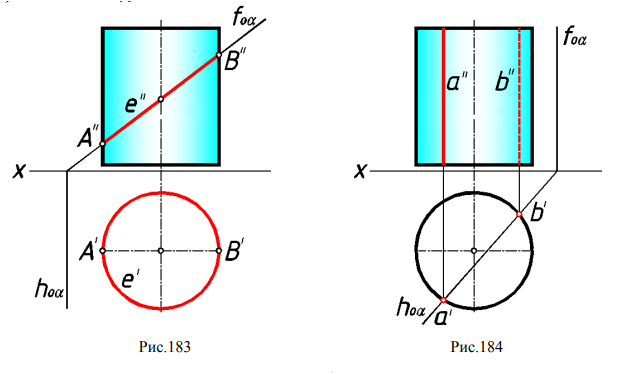 f₀α
B″
e″
A″
x
A′
B′
e′
h₀α
Рис.183
f₀α
a″
b″
x
b′
h₀α
a′
Рис.184